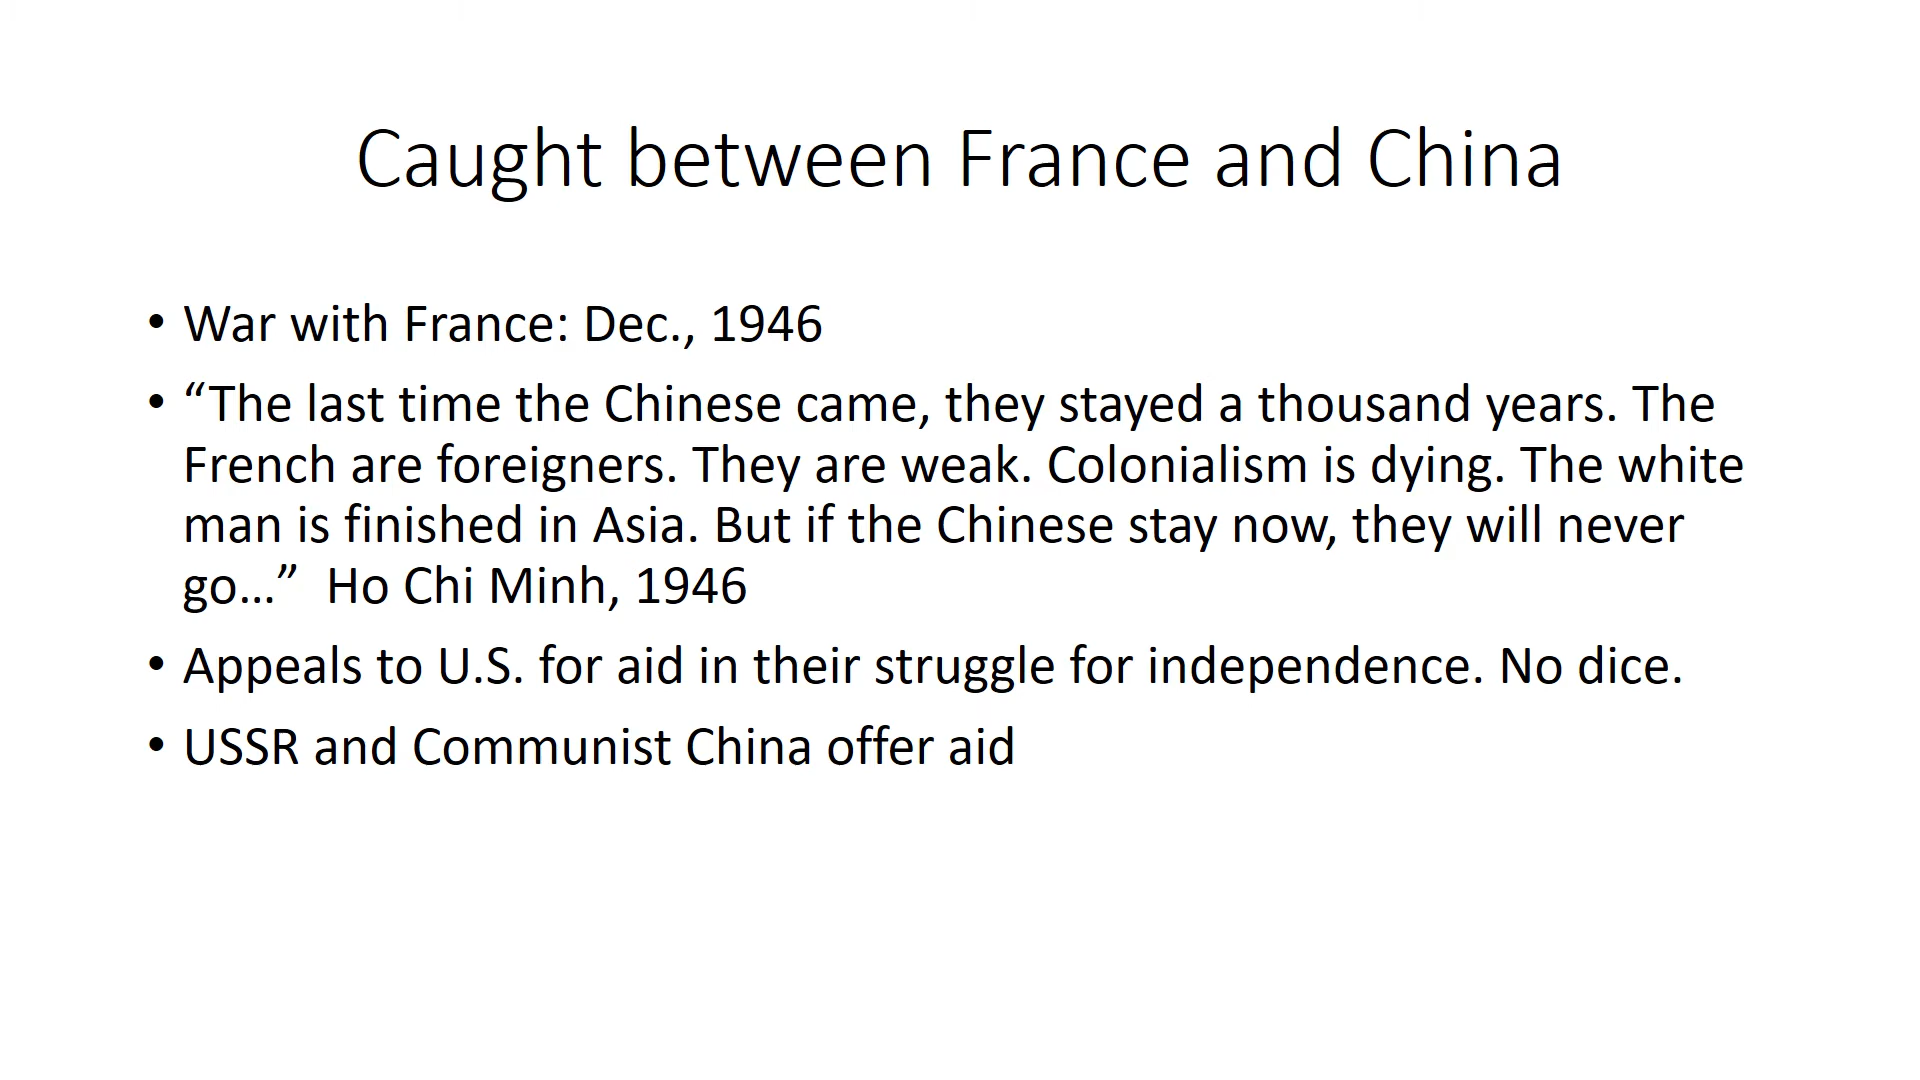 Caught between France and China
• War with France: Dec., 1946
• “The last time the Chinese came, they stayed a thousand years. The
French are foreigners. They are weak. Colonialism is dying. The white
man is finished in Asia. But if the Chinese stay now, they will never
go…”  Ho Chi Minh, 1946
• Appeals to U.S. for aid in their struggle for independence. No dice.
• USSR and Communist China offer aid